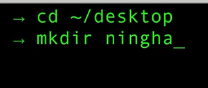 → cd ~/desktop
→ mkdir ningha_